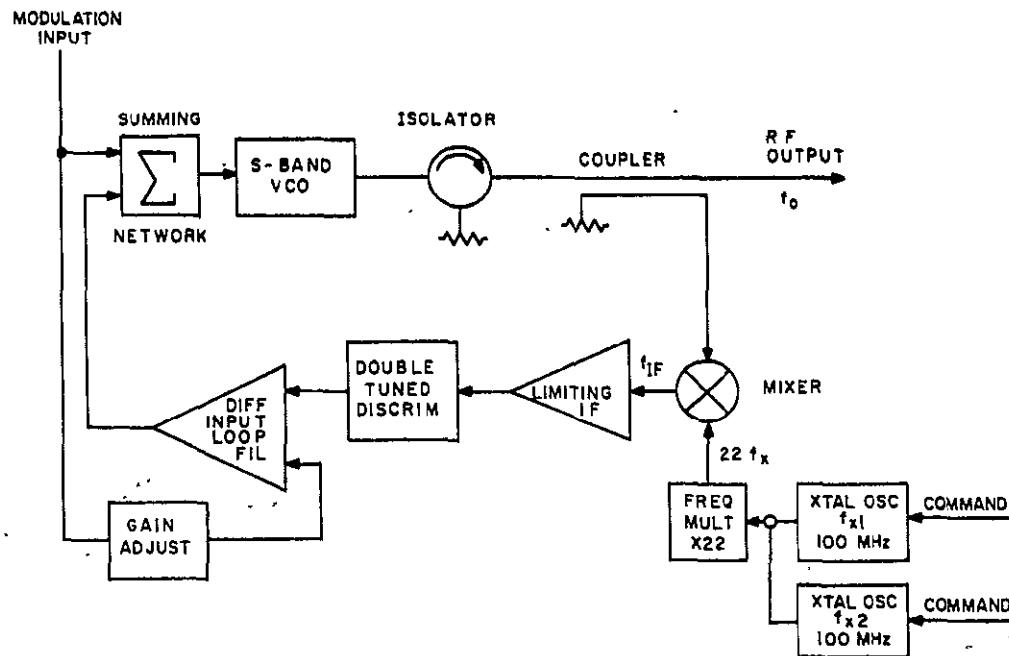 MODULATION
INPUT
SUMMING
NETWORK
S-BAND
VCO
ISOLATOR
COUPLER
RF
OUTPUT
fo
DIFF
INPUT
LOOP
FIL
DOUBLE
TUNED
DISCRIM
LIMITING
IF
fIF
MIXER
22 fx
GAIN
ADJUST
FREQ
MULT
X22
XTAL OSC
fx1
100 MHz
COMMAND
XTAL OSC
fx2
100 MHz
COMMAND